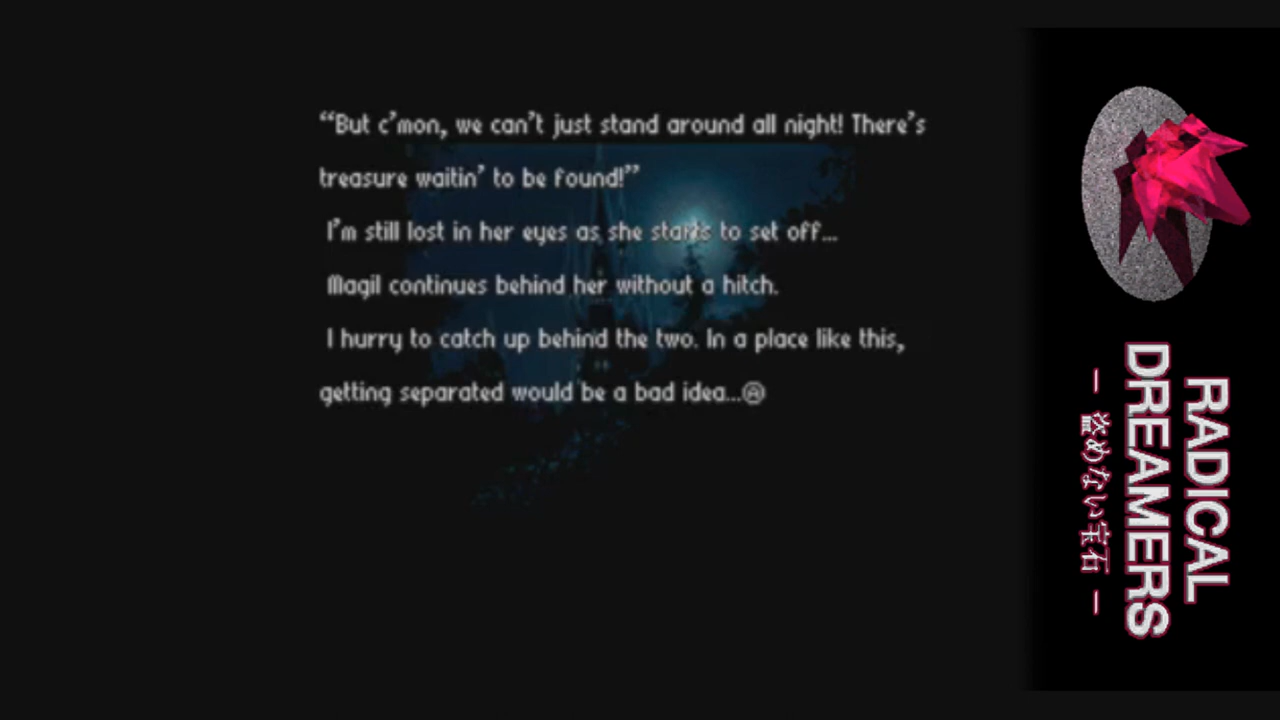 “But c’mon, we can’t just stand around all night! There’s
treasure waitin’ to be found!”
I’m still lost in her eyes as she starts to set off...
Magil continues behind her without a hitch.
I hurry to catch up behind the two. In a place like this,
getting separated would be a bad idea...
RADICAL
DREAMERS
— 盗めない宝石 —